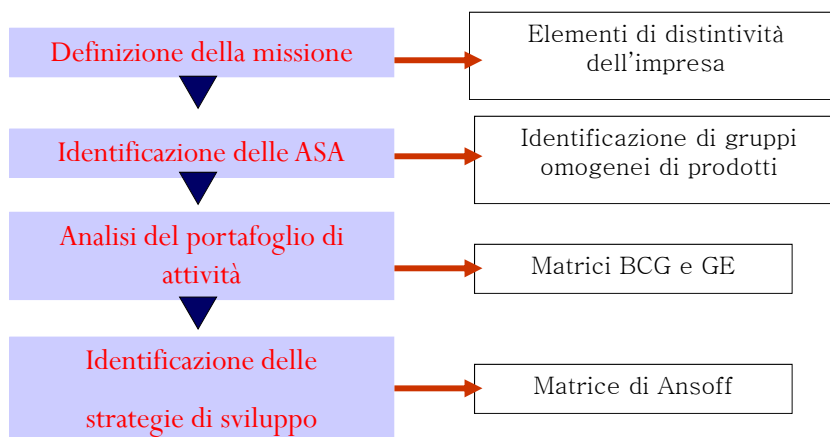 Definizione della missione
Elementi di distintività
dell'impresa
Identificazione delle ASA
Identificazione di gruppi
omogenei di prodotti
Analisi del portafoglio di
attività
Matrici BCG e GE
Identificazione delle
strategie di sviluppo
Matrice di Ansoff